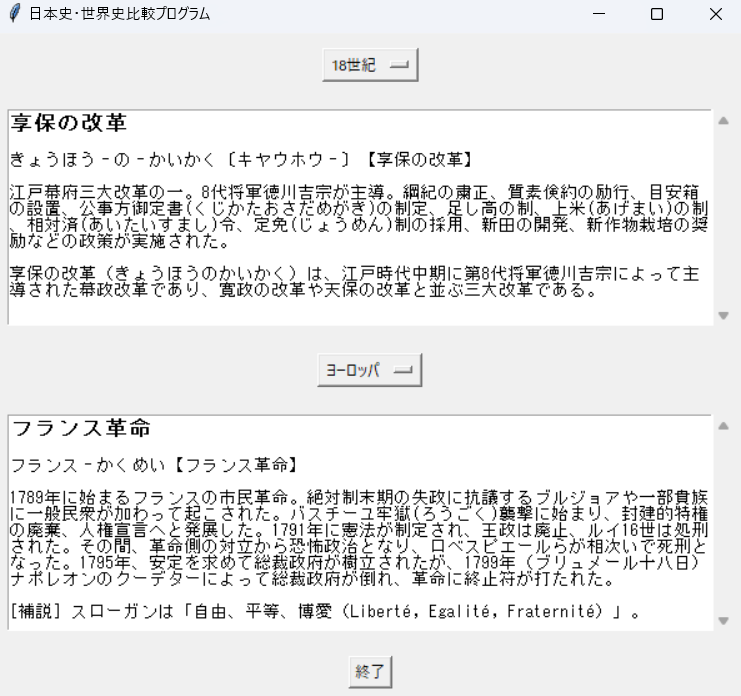 日本史・世界史比較プログラム
18世紀
享保の改革
きょうほう‐の‐かいかく〔キヤウホウ‐〕【享保の改革】
江戸幕府三大改革の一。8代将軍徳川吉宗が主導。綱紀の粛正、質素倹約の励行、目安箱
の設置、公事方御定書(くじかたおさだめがき)の制定、足し高の制、上米(あげまい)の制
、相対済(あいたいすまし)令、定免(じょうめん)制の採用、新田の開発、新作物栽培の奨
励などの政策が実施された。
享保の改革（きょうほうのかいかく）は、江戸時代中期に第8代将軍徳川吉宗によって主
導された幕政改革であり、寛政の改革や天保の改革と並ぶ三大改革である。
ヨーロッパ
フランス革命
フランス‐かくめい【フランス革命】
1789年に始まるフランスの市民革命。絶対制末期の失政に抗議するブルジョアや一部貴族
に一般民衆が加わって起こされた。バスチーユ牢獄(ろうごく)襲撃に始まり、封建的特権
の廃棄、人権宣言へと発展した。1791年に憲法が制定され、王政は廃止、ルイ16世は処刑
された。その間、革命側の対立から恐怖政治となり、ロベスピエールらが相次いで死刑と
なった。1795年、安定を求めて総裁政府が樹立されたが、1799年（ブリュメール十八日）
ナポレオンのクーデターによって総裁政府が倒れ、革命に終止符が打たれた。
[補説] スローガンは「自由、平等、博愛（Liberté, Egalité, Fraternité）」。
終了